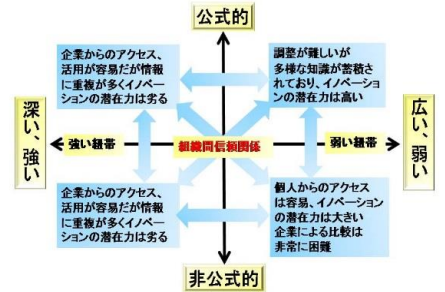 公式的
企業からのアクセス、
活用が容易だが情報
に重複が多くイノベー
ションの潜在力は劣る
調整が難しいが
多様な知識が蓄積さ
れており、イノベーショ
ンの潜在力は高い
深い、強い
強い紐帯
組織間信頼関係
弱い紐帯
広い、弱い
企業からのアクセス、
活用が容易だが情報
に重複が多くイノベー
ションの潜在力は劣る
個人からのアクセス
は容易、イノベーション
の潜在力は大きい
企業による比較は
非常に困難
非公式的